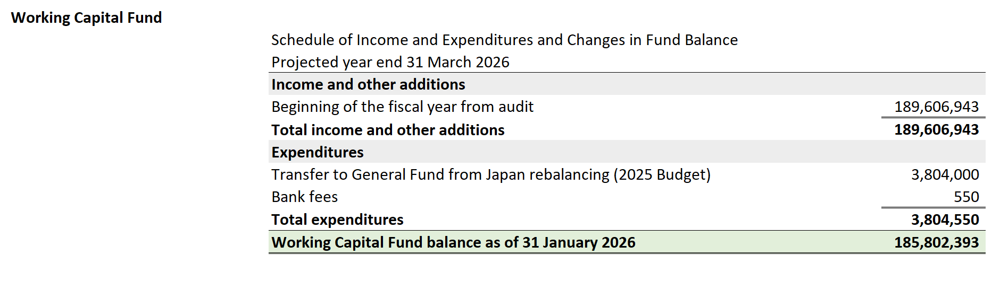 Working Capital Fund
Schedule of Income and Expenditures and Changes in Fund Balance
Projected year end 31 March 2026
Income and other additions
Beginning of the fiscal year from audit 189,606,943
Total income and other additions 189,606,943
Expenditures
Transfer to General Fund from Japan rebalancing (2025 Budget) 3,804,000
Bank fees 550
Total expenditures 3,804,550
Working Capital Fund balance as of 31 January 2026 185,802,393